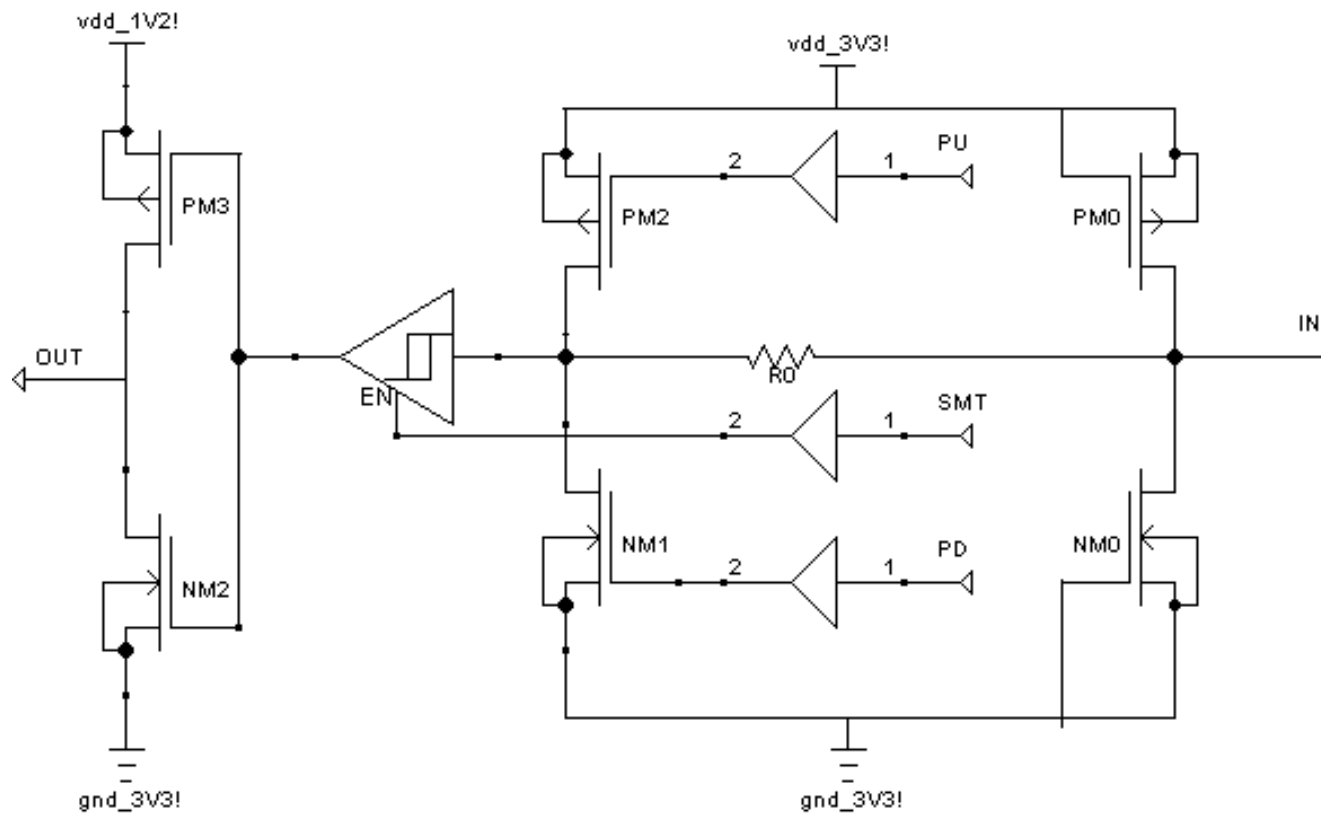 vdd_1V2!
vdd_3V3!
PU
2
1
PM3
PM2
PM0
IN
OUT
R0
EN
SMT
2
1
NM1
PD
NM0
2
1
NM2
gnd_3V3!
gnd_3V3!